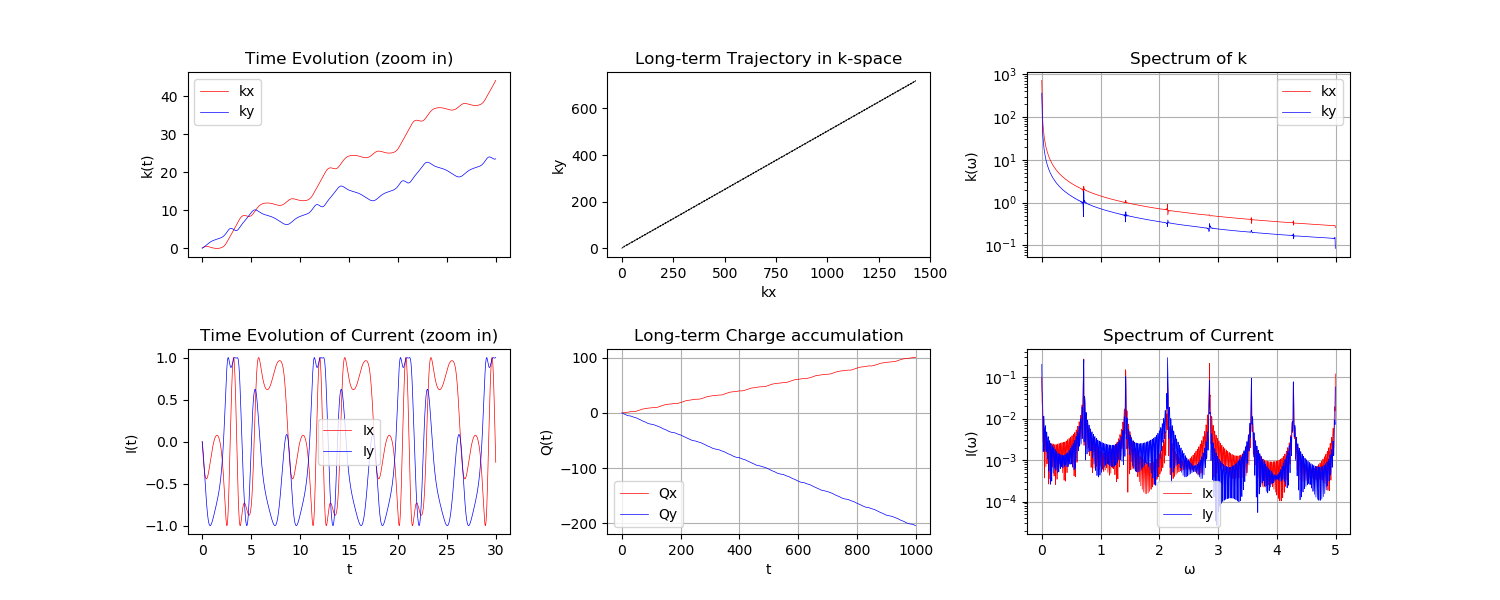 Time Evolution (zoom in)
k(t)
40
30
20
10
0
kx
ky
Long-term Trajectory in k-space
ky
600
400
200
0
0 250 500 750 1000 1250 1500
kx
Spectrum of k
k(ω)
10³
10²
10¹
10⁰
10⁻¹
kx
ky
Time Evolution of Current (zoom in)
I(t)
1.0
0.5
0.0
−0.5
−1.0
Ix
Iy
0 5 10 15 20 25 30
t
Long-term Charge accumulation
Q(t)
100
0
−100
−200
Qx
Qy
0 200 400 600 800 1000
t
Spectrum of Current
I(ω)
10⁻¹
10⁻²
10⁻³
10⁻⁴
Ix
Iy
0 1 2 3 4 5
ω